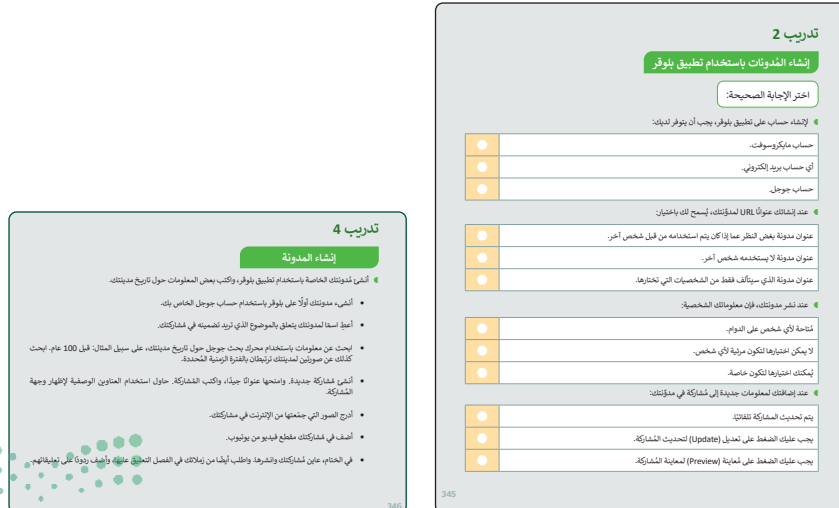 تدريب 2
إنشاء المُدونات باستخدام تطبيق بلوقر
اختر الإجابة الصحيحة:
لإنشاء حساب على تطبيق بلوقر، يجب أن يتوفر لديك:
حساب مايكروسوفت.
أي حساب بريد إلكتروني.
حساب جوجل.
عند إنشائك عنوانًا URL لمدوّنتك، يُسمح لك باختيار:
عنوان مدونة بغض النظر عما إذا كان يتم استخدامه من قبل شخص آخر.
عنوان مدونة لا يستخدمه شخص آخر.
عنوان مدونة الذي سيتألف فقط من الشخصيات التي تختارها.
عند نشر مدونتك، فإن معلوماتك الشخصية:
مُتاحة لأي شخص على الدوام.
لا يمكن اختيارها لتكون مرئية لأي شخص.
يُمكنك اختيارها لتكون خاصة.
عند إضافتك لمعلومات جديدة إلى مُشاركة في مدوّنتك:
يتم تحديث المشاركة تلقائيًا.
يجب عليك الضغط على تعديل (Update) لتحديث المُشاركة.
يجب عليك الضغط على مُعاينة (Preview) لمعاينة المُشاركة.
345
تدريب 4
إنشاء المدونة
أنشئ مُدونتك الخاصة باستخدام تطبيق بلوقر، واكتب بعض المعلومات حول تاريخ مدينتك.
أنشىء مدونتك أولًا على بلوقر باستخدام حساب جوجل الخاص بك.
أعطِ اسمًا لمدونتك يتعلق بالموضوع الذي تريد تضمينه في مُشاركتك.
ابحث عن معلومات باستخدام محرك بحث جوجل حول تاريخ مدينتك، على سبيل المثال: قبل 100 عام. ابحث
كذلك عن صورتين لمدينتك ترتبطان بالفترة الزمنية المُحددة.
أنشئ مُشاركة جديدة، وامنحها عنوانًا جيدًا، واكتب المُشاركة. حاول استخدام العناوين الوصفية لإظهار وجهة
المُشاركة.
أدرج الصور التي جمّعتها من الإنترنت في مشاركتك.
أضف في مُشاركتك مقطع فيديو من يوتيوب.
في الختام، عاين مُشاركتك وانشرها. واطلب أيضًا من زملائك في الفصل التعليق عليها، وأضف ردودًا على تعليقاتهم.
346